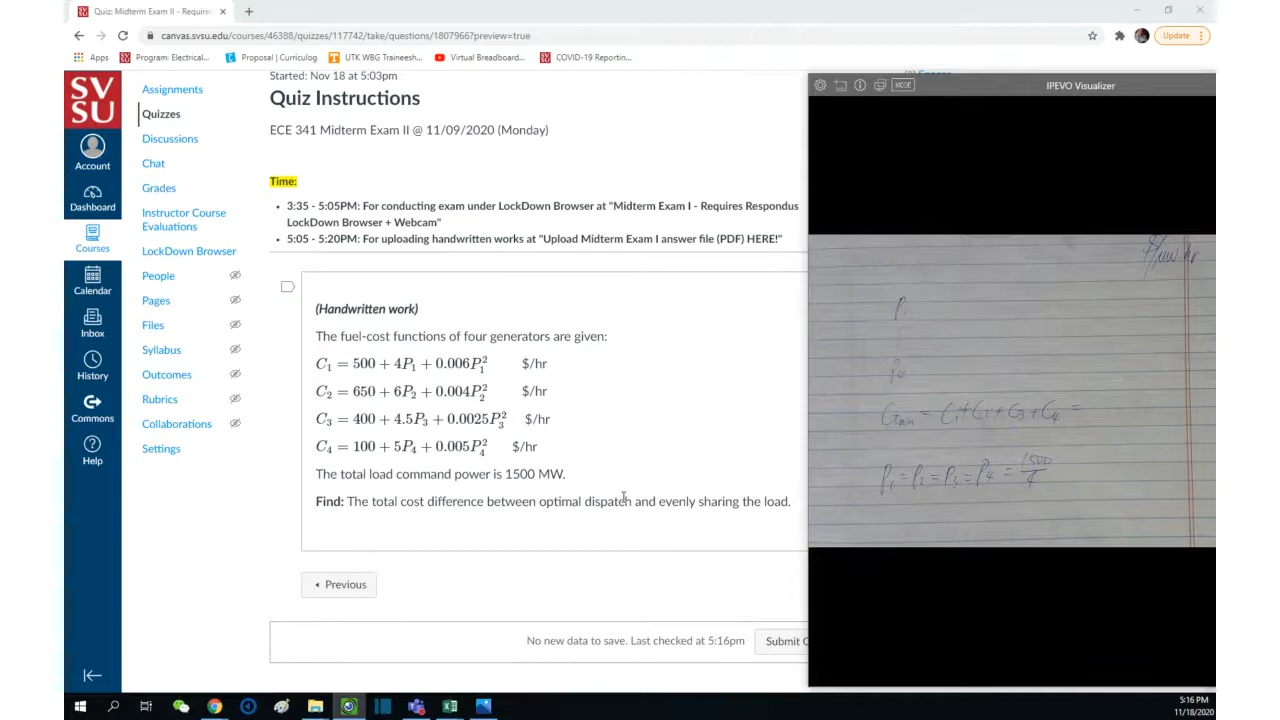 Quiz: Midterm Exam II - Require
canvas.svsu.edu/courses/46388/quizzes/117742/take/questions/1807966?preview=true
Update
Apps
Program: Electrical...
Proposal | Curriculog
UTK WBG Traineesh...
Virtual Breadboard...
COVID-19 Reportin...
SV
SU
Account
Dashboard
Courses
Calendar
Inbox
History
Commons
Help
Assignments
Quizzes
Discussions
Chat
Grades
Instructor Course
Evaluations
LockDown Browser
People
Pages
Files
Syllabus
Outcomes
Rubrics
Collaborations
Settings
Started: Nov 18 at 5:03pm
Quiz Instructions
ECE 341 Midterm Exam II @ 11/09/2020 (Monday)
Time:
• 3:35 - 5:05PM: For conducting exam under LockDown Browser at "Midterm Exam I - Requires Respondus
LockDown Browser + Webcam"
• 5:05 - 5:20PM: For uploading handwritten works at "Upload Midterm Exam I answer file (PDF) HERE!"
(Handwritten work)
The fuel-cost functions of four generators are given:
C₁ = 500 + 4P₁ + 0.006P₁² $/hr
C₂ = 650 + 6P₂ + 0.004P₂² $/hr
C₃ = 400 + 4.5P₃ + 0.0025P₃² $/hr
C₄ = 100 + 5P₄ + 0.005P₄² $/hr
The total load command power is 1500 MW.
Find: The total cost difference between optimal dispatch and evenly sharing the load.
Previous
No new data to save. Last checked at 5:16pm
Submit
MODE
IPEVO Visualizer
$/MW hr
P₁
P₄
Ctmin = C₁ + C₂ + C₃ + C₄ =
P₁ = P₂ = P₃ = P₄ = 1500/4
5:16 PM
11/18/2020